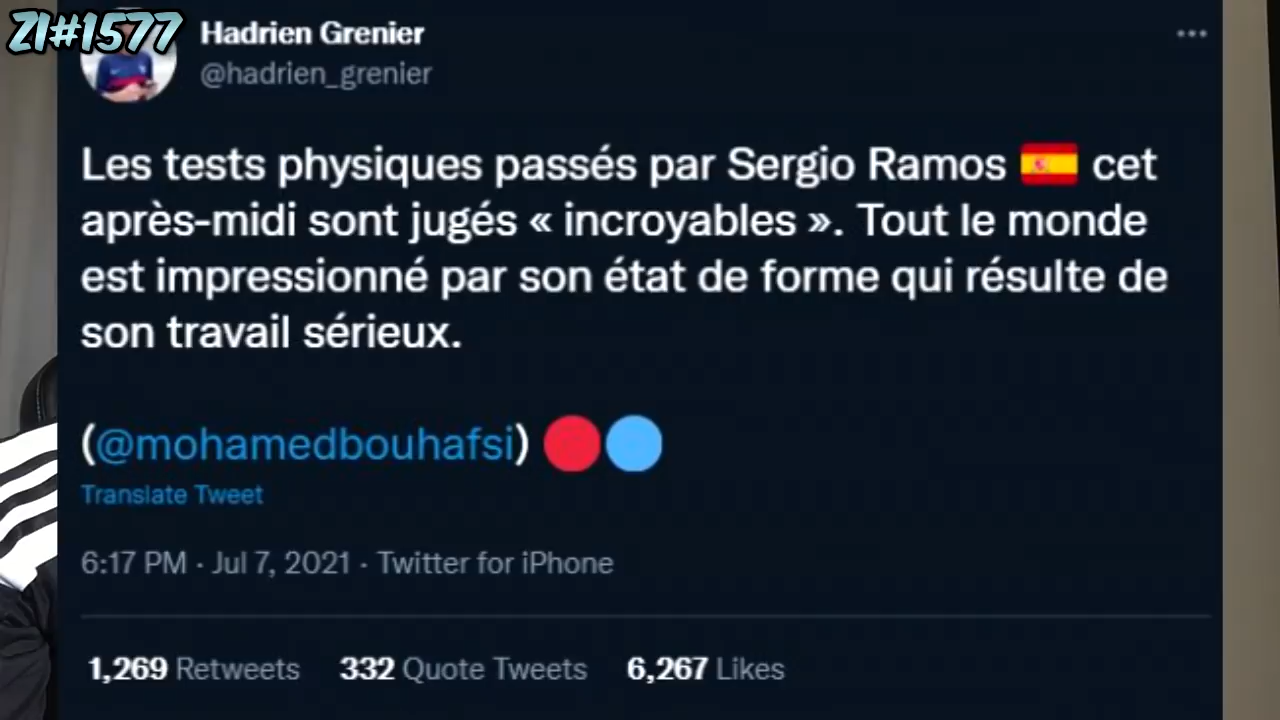 ZI#1577
Hadrien Grenier
@hadrien_grenier
Les tests physiques passés par Sergio Ramos 🇪🇸 cet
après-midi sont jugés « incroyables ». Tout le monde
est impressionné par son état de forme qui résulte de
son travail sérieux.
(@mohamedbouhafsi) 🔴🔵
Translate Tweet
6:17 PM · Jul 7, 2021 · Twitter for iPhone
1,269 Retweets 332 Quote Tweets 6,267 Likes